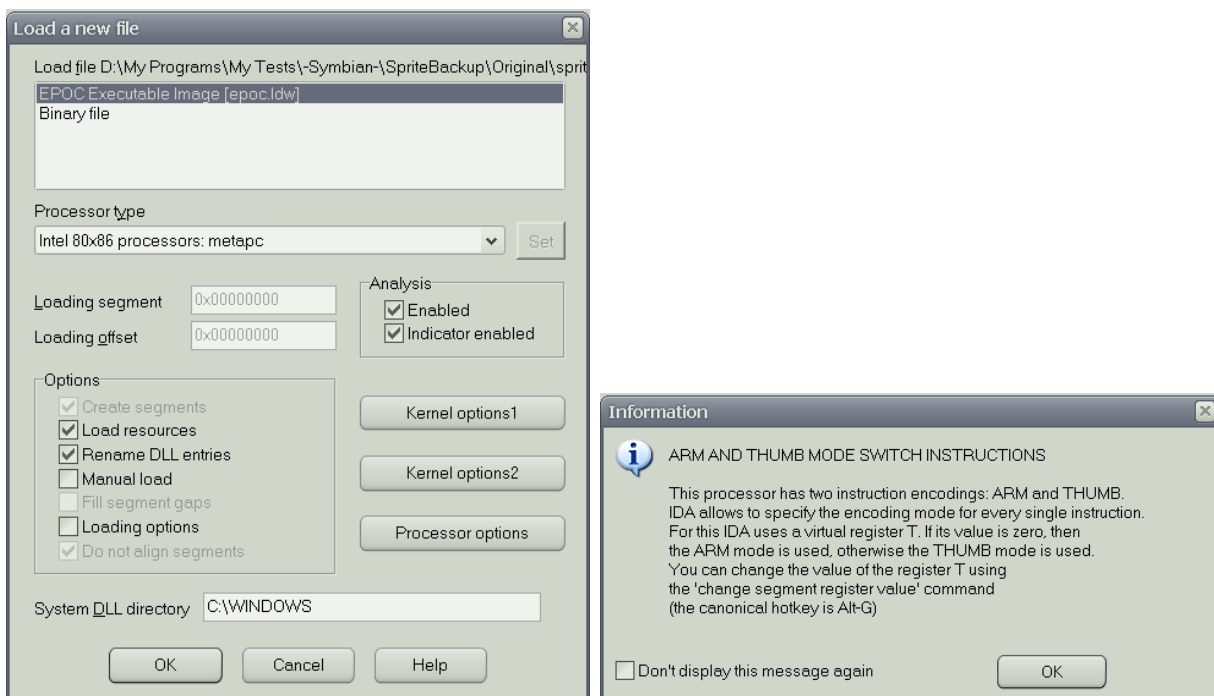 Load a new file
Load file D:\My Programs\My Tests\-Symbian-\SpriteBackup\Original\sprit
EPOC Executable Image [epoc.ldw]
Binary file
Processor type
Intel 80x86 processors: metapc
Set
Loading segment
0x00000000
Loading offset
0x00000000
Analysis
Enabled
Indicator enabled
Options
Create segments
Load resources
Rename DLL entries
Manual load
Fill segment gaps
Loading options
Do not align segments
Kernel options1
Kernel options2
Processor options
System DLL directory
C:\WINDOWS
OK
Cancel
Help
Information
ARM AND THUMB MODE SWITCH INSTRUCTIONS
This processor has two instruction encodings: ARM and THUMB.
IDA allows to specify the encoding mode for every single instruction.
For this IDA uses a virtual register T. If its value is zero, then
the ARM mode is used, otherwise the THUMB mode is used.
You can change the value of the register T using
the 'change segment register value' command
(the canonical hotkey is Alt-G)
Don't display this message again
OK